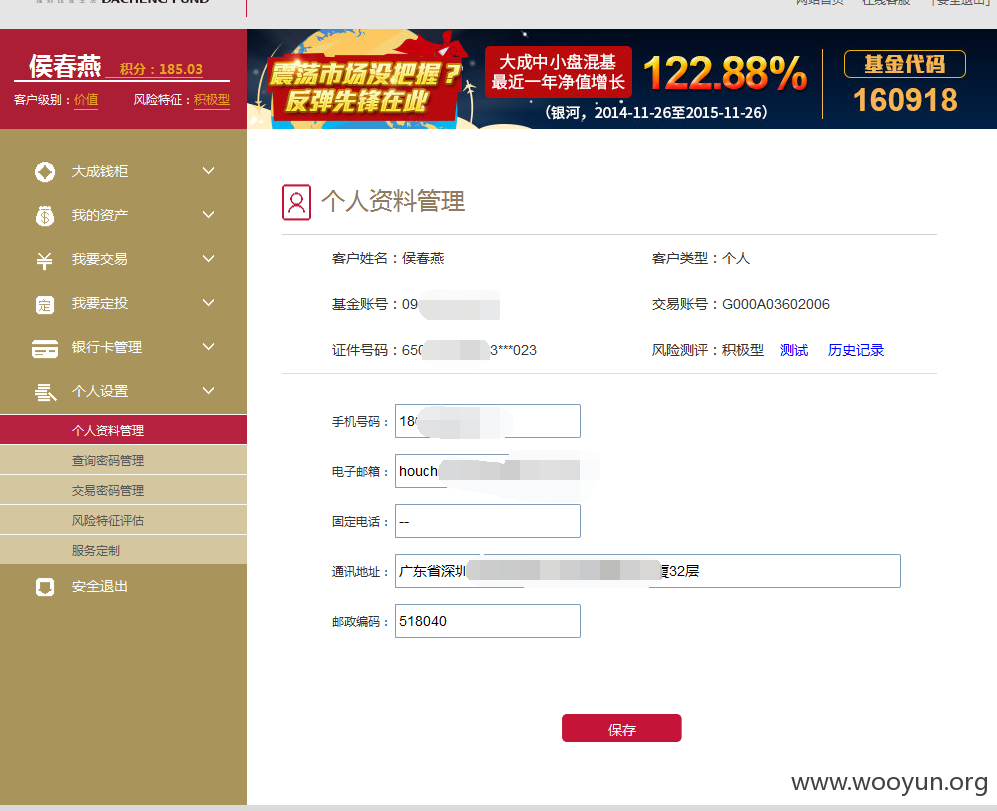 DACHENG FUND
网站首页 在线客服 [安全退出]
侯春燕 积分：185.03
客户级别：价值 风险特征：积极型
震荡市场没把握？
反弹先锋在此
大成中小盘混基
最近一年净值增长
122.88%
（银河，2014-11-26至2015-11-26）
基金代码
160918
大成钱柜
我的资产
我要交易
定 我要定投
银行卡管理
个人设置
个人资料管理
查询密码管理
交易密码管理
风险特征评估
服务定制
安全退出
个人资料管理
客户姓名：侯春燕 客户类型：个人
基金账号：09 交易账号：G000A03602006
证件号码：650 3***023 风险测评：积极型 测试 历史记录
手机号码： 18
电子邮箱： houch
固定电话： --
通讯地址： 广东省深圳 厦32层
邮政编码： 518040
保存
www.wooyun.org